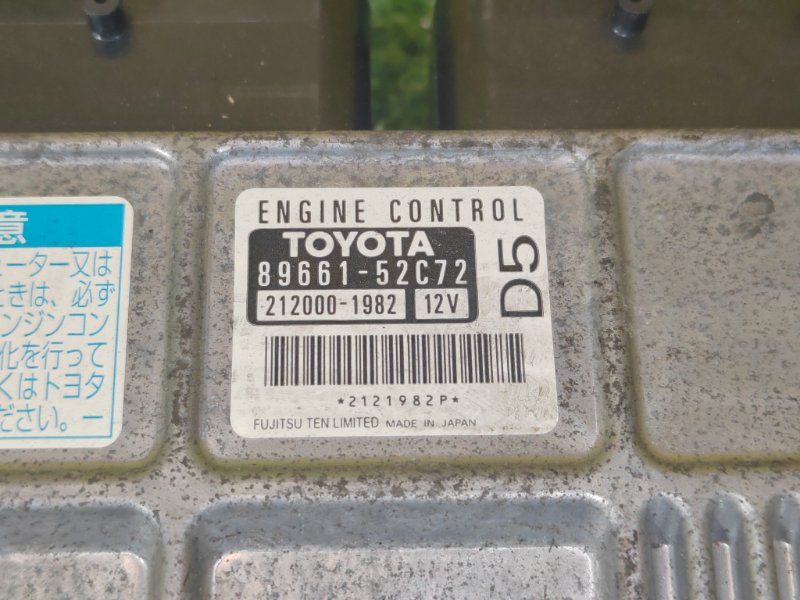 意
ーター又は
ときは、必ず
ンジンコン
化を行って
くはトヨタ
ださい。ー
ENGINE CONTROL
TOYOTA
89661-52C72
212000-1982 12V
D5
*2121982P*
FUJITSU TEN LIMITED MADE IN JAPAN